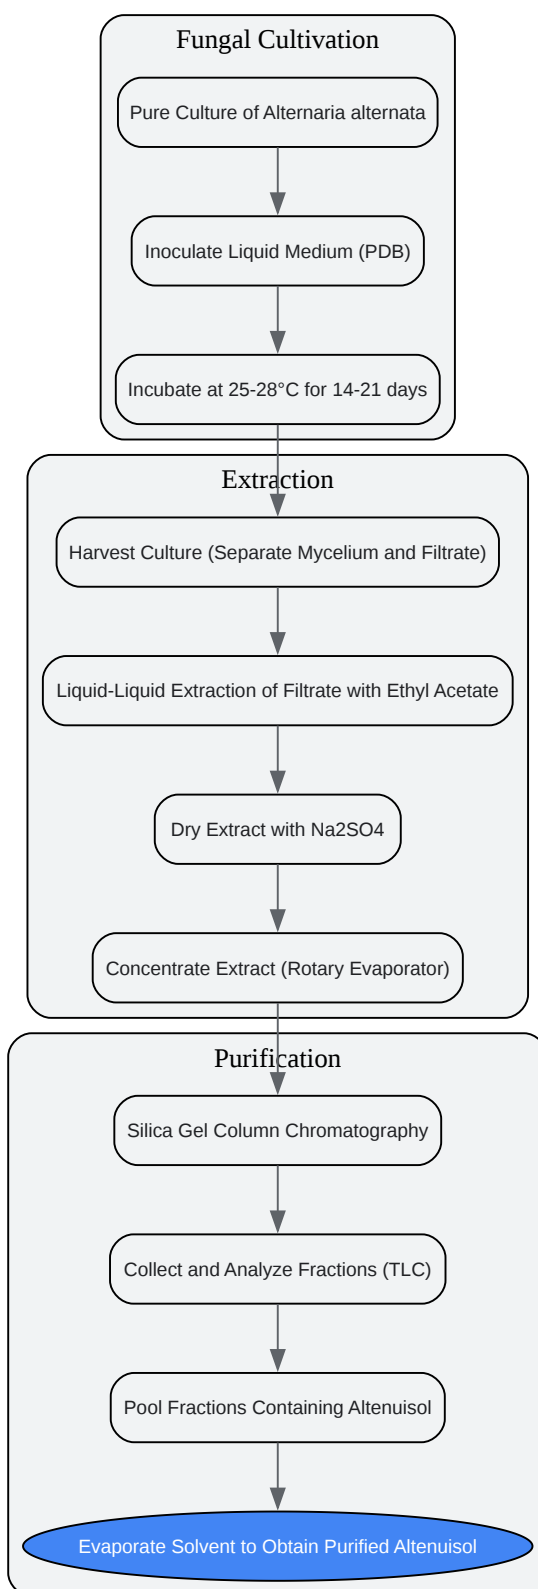 Fungal Cultivation
Pure Culture of Alternaria alternata
Inoculate Liquid Medium (PDB)
Incubate at 25-28°C for 14-21 days
Extraction
Harvest Culture (Separate Mycelium and Filtrate)
Liquid-Liquid Extraction of Filtrate with Ethyl Acetate
Dry Extract with Na2SO4
Concentrate Extract (Rotary Evaporator)
Purification
Silica Gel Column Chromatography
Collect and Analyze Fractions (TLC)
Pool Fractions Containing Altenuisol
Evaporate Solvent to Obtain Purified Altenuisol